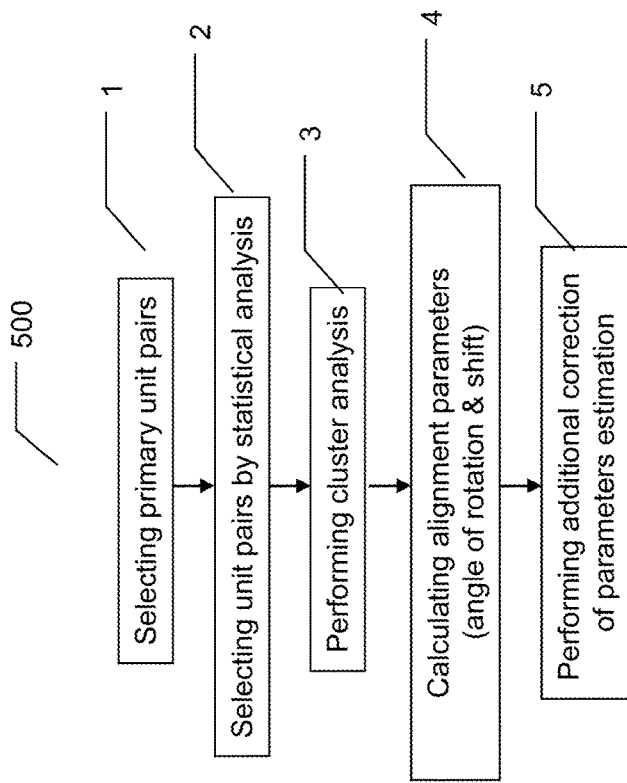 500
Selecting primary unit pairs
1
Selecting unit pairs by statistical analysis
2
Performing cluster analysis
3
Calculating alignment parameters
(angle of rotation & shift)
4
Performing additional correction
of parameters estimation
5